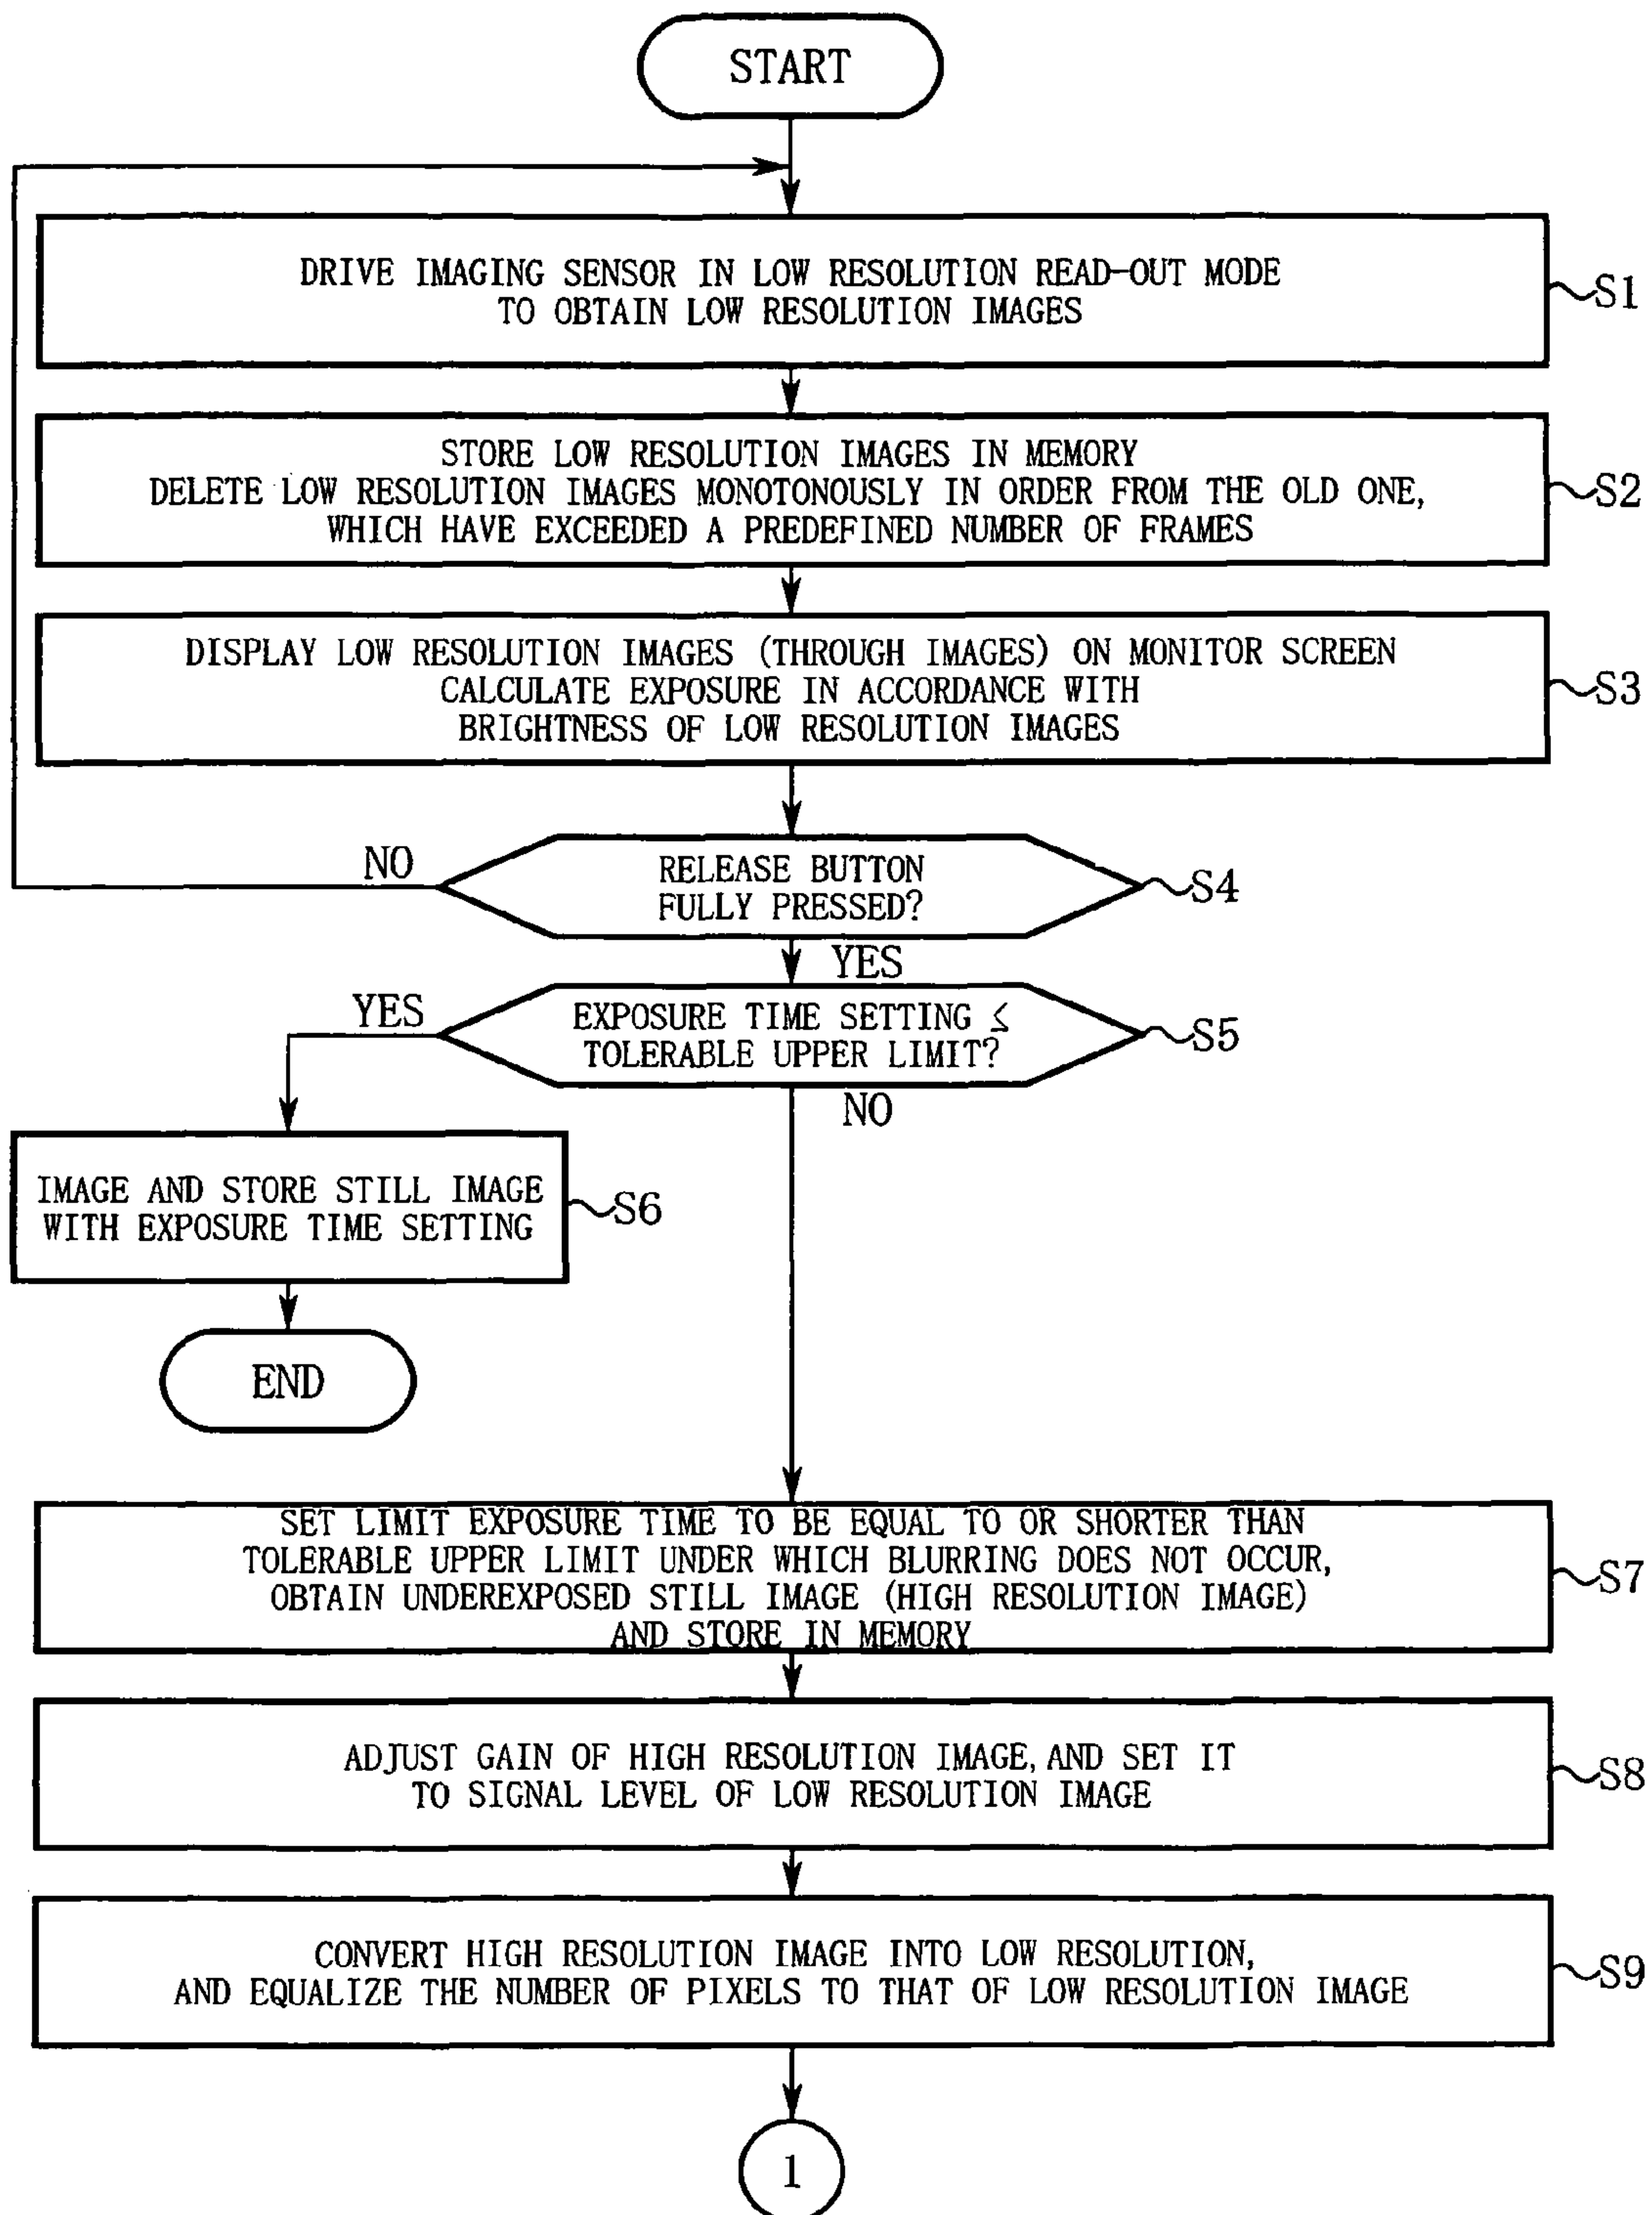 START
DRIVE IMAGING SENSOR IN LOW RESOLUTION READ-OUT MODE
TO OBTAIN LOW RESOLUTION IMAGES
S1
STORE LOW RESOLUTION IMAGES IN MEMORY
DELETE LOW RESOLUTION IMAGES MONOTONOUSLY IN ORDER FROM THE OLD ONE,
WHICH HAVE EXCEEDED A PREDEFINED NUMBER OF FRAMES
S2
DISPLAY LOW RESOLUTION IMAGES (THROUGH IMAGES) ON MONITOR SCREEN
CALCULATE EXPOSURE IN ACCORDANCE WITH
BRIGHTNESS OF LOW RESOLUTION IMAGES
S3
NO
RELEASE BUTTON
FULLY PRESSED?
S4
YES
YES
EXPOSURE TIME SETTING ≤
TOLERABLE UPPER LIMIT?
S5
NO
IMAGE AND STORE STILL IMAGE
WITH EXPOSURE TIME SETTING
S6
END
SET LIMIT EXPOSURE TIME TO BE EQUAL TO OR SHORTER THAN
TOLERABLE UPPER LIMIT UNDER WHICH BLURRING DOES NOT OCCUR,
OBTAIN UNDEREXPOSED STILL IMAGE (HIGH RESOLUTION IMAGE)
AND STORE IN MEMORY
S7
ADJUST GAIN OF HIGH RESOLUTION IMAGE, AND SET IT
TO SIGNAL LEVEL OF LOW RESOLUTION IMAGE
S8
CONVERT HIGH RESOLUTION IMAGE INTO LOW RESOLUTION,
AND EQUALIZE THE NUMBER OF PIXELS TO THAT OF LOW RESOLUTION IMAGE
S9
1